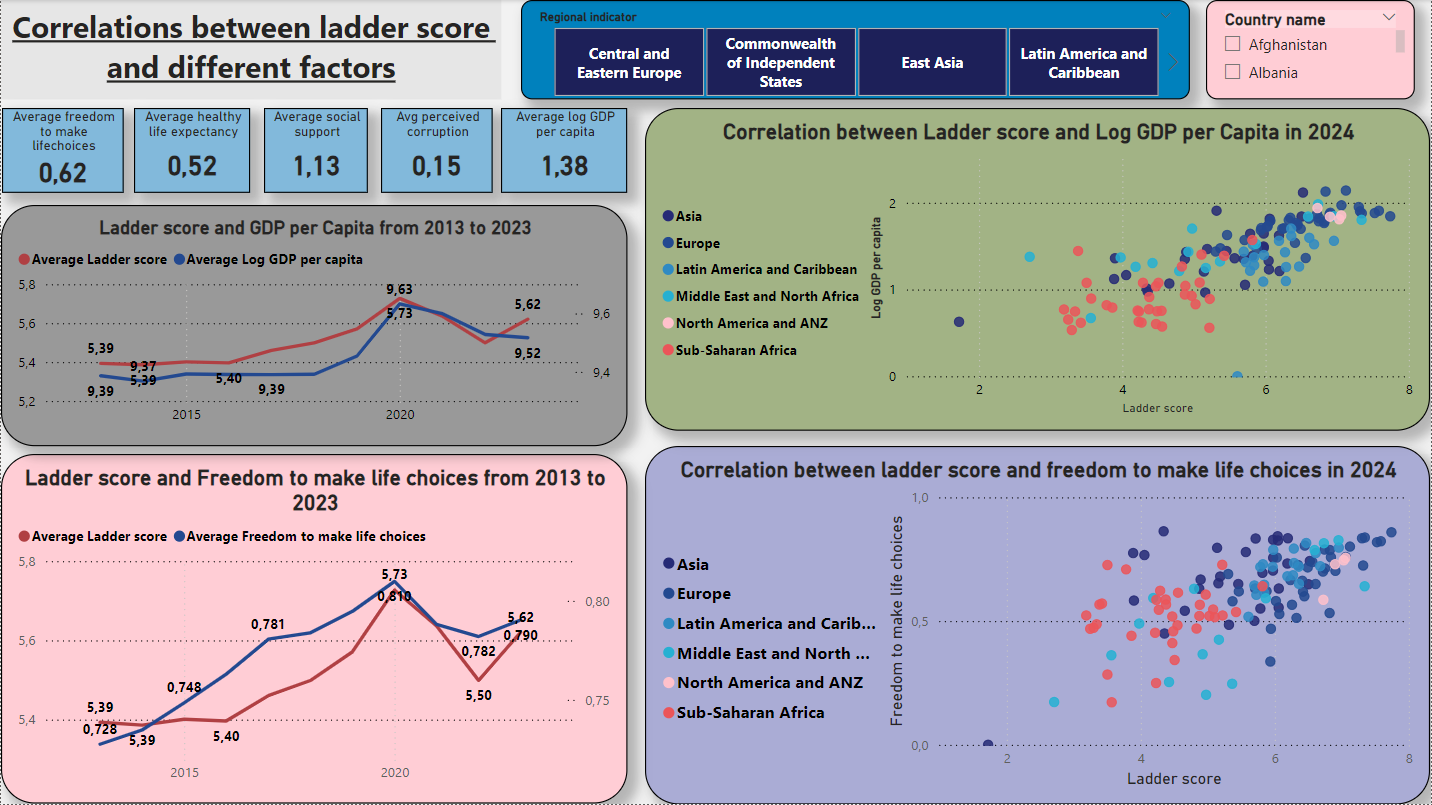 Correlations between ladder score
and different factors
Regional indicator
Central and
Eastern Europe
Commonwealth
of Independent
States
East Asia
Latin America and
Caribbean
Country name
Afghanistan
Albania
Average freedom
to make
lifechoices
0,62
Average healthy
life expectancy
0,52
Average social
support
1,13
Avg perceived
corruption
0,15
Average log GDP
per capita
1,38
Ladder score and GDP per Capita from 2013 to 2023
Average Ladder score
Average Log GDP per capita
5,8
5,6
5,4
5,2
9,6
9,4
5,39
9,39
9,37
5,39
5,40
9,39
9,63
5,73
5,62
9,52
2015
2020
Correlation between Ladder score and Log GDP per Capita in 2024
Asia
Europe
Latin America and Caribbean
Middle East and North Africa
North America and ANZ
Sub-Saharan Africa
Log GDP per capita
2
1
0
2
4
6
8
Ladder score
Ladder score and Freedom to make life choices from 2013 to
2023
Average Ladder score
Average Freedom to make life choices
5,8
5,6
5,4
0,80
0,75
5,39
0,728
5,39
0,748
5,40
0,781
5,73
0,810
0,782
5,50
5,62
0,790
2015
2020
Correlation between ladder score and freedom to make life choices in 2024
Asia
Europe
Latin America and Carib...
Middle East and North ...
North America and ANZ
Sub-Saharan Africa
Freedom to make life choices
1,0
0,5
0,0
2
4
6
8
Ladder score